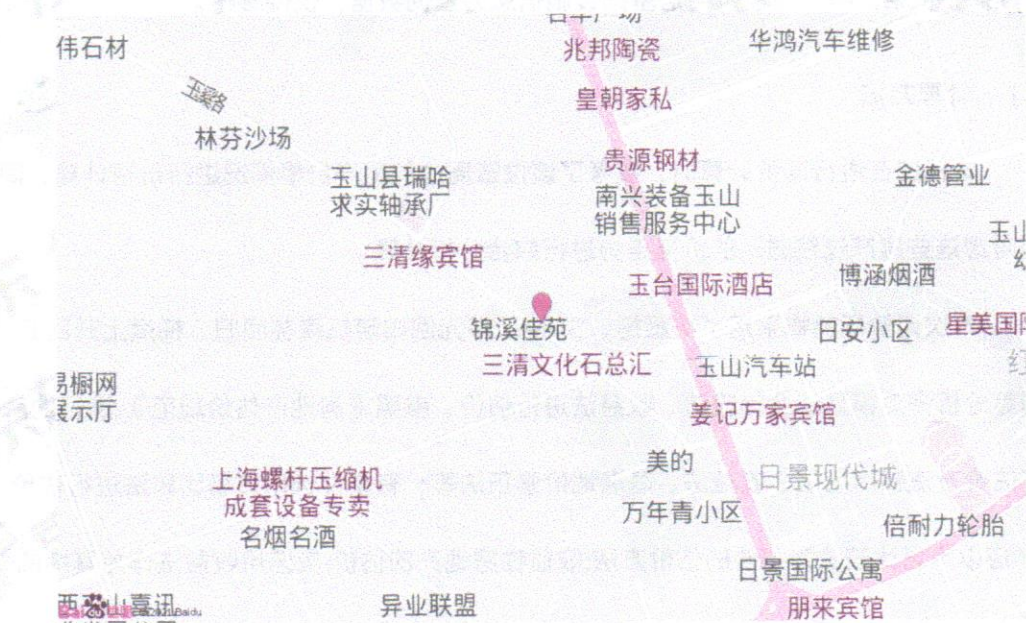 伟石材
兆邦陶瓷
华鸿汽车维修
玉溪路
皇朝家私
林芬沙场
贵源钢材
玉山县瑞哈
求实轴承厂
南兴装备玉山
销售服务中心
金德管业
玉山
三清缘宾馆
玉台国际酒店
博涵烟酒
锦溪佳苑
日安小区
星美国际
三清文化石总汇
玉山汽车站
红
易橱网
展示厅
姜记万家宾馆
美的
日景现代城
上海螺杆压缩机
成套设备专卖
名烟名酒
万年青小区
倍耐力轮胎
日景国际公寓
异业联盟
朋来宾馆
Baidu